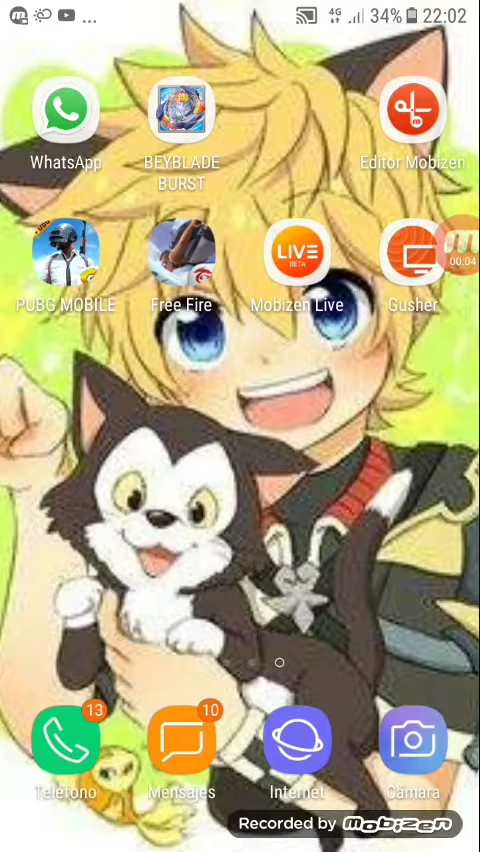 ... 4G 34% 22:02
WhatsApp
BEYBLADE
BURST
Editor Mobizen
PUBG MOBILE
Free Fire
LIVE
BETA
Mobizen Live
Gusher
00:04
13
10
Teléfono
Mensajes
Internet
Cámara
Recorded by mobizen